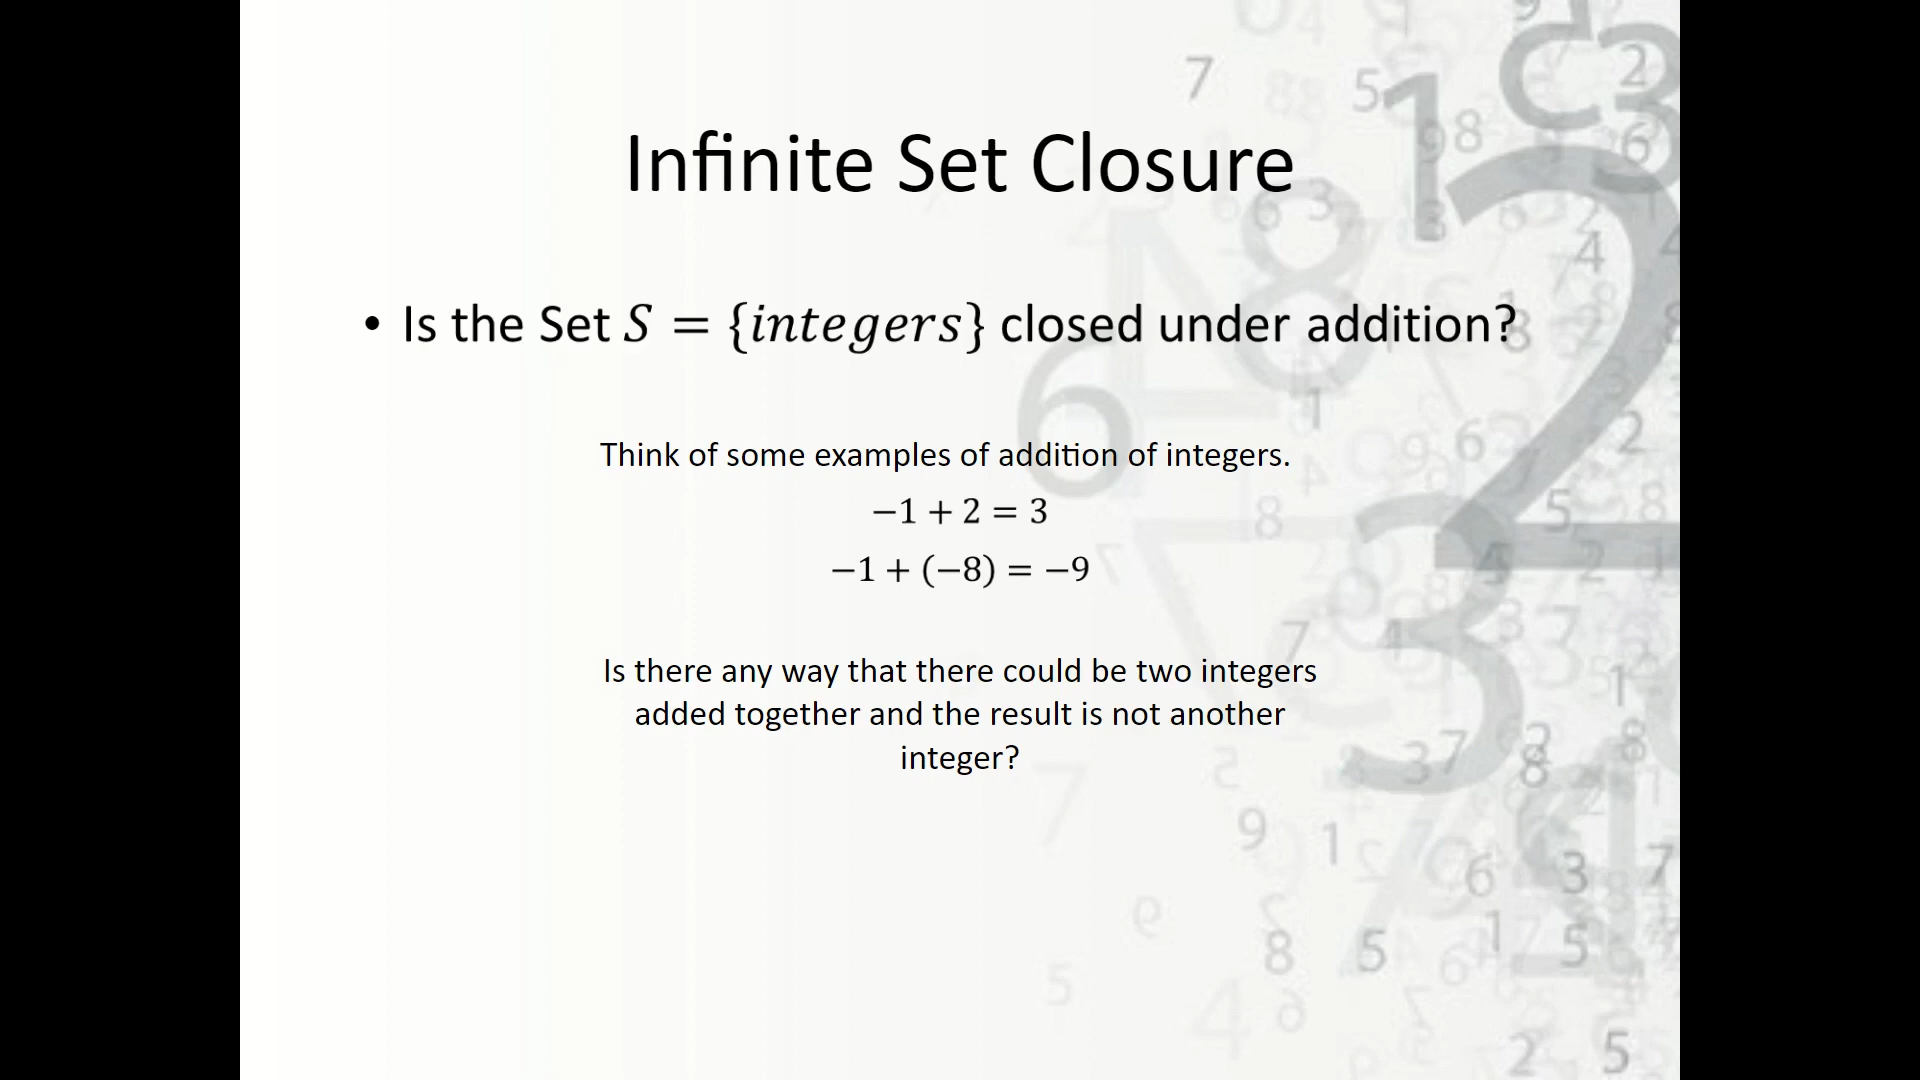 Infinite Set Closure
• Is the Set S = {integers} closed under addition?
Think of some examples of addition of integers.
−1 + 2 = 3
−1 + (−8) = −9
Is there any way that there could be two integers
added together and the result is not another
integer?